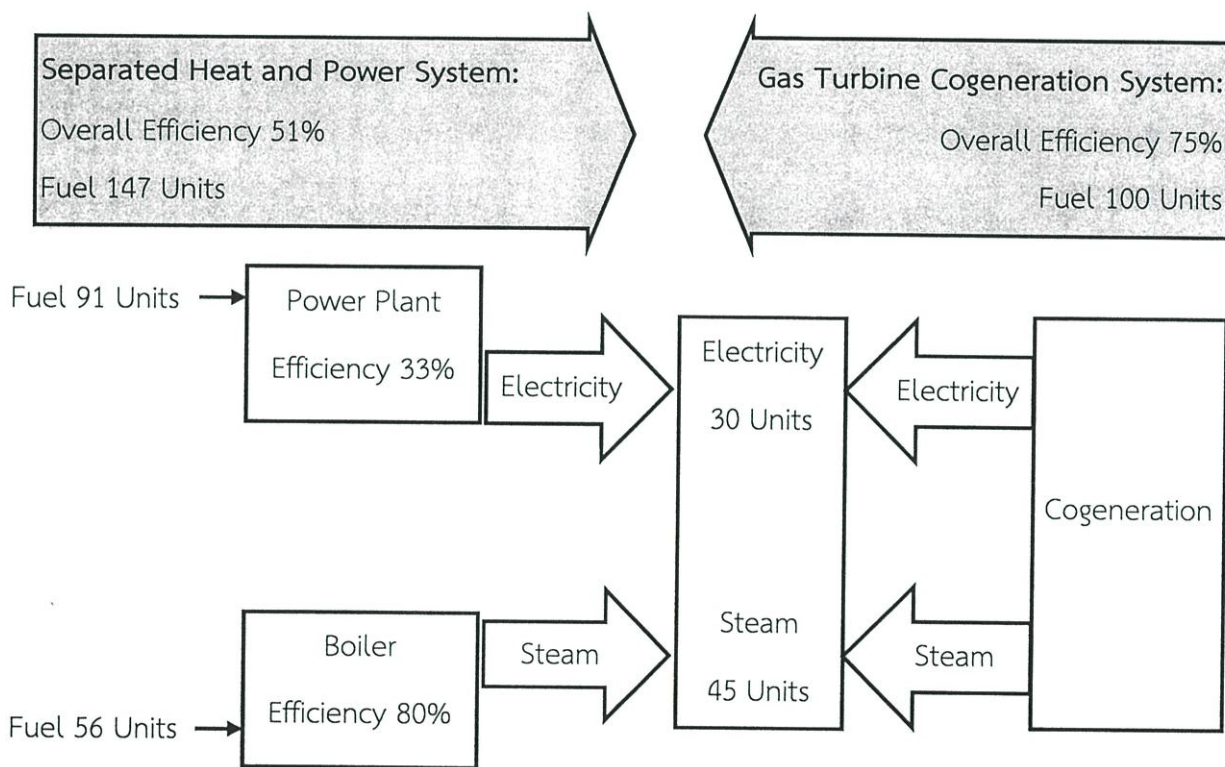 Separated Heat and Power System:
Overall Efficiency 51%
Fuel 147 Units
Gas Turbine Cogeneration System:
Overall Efficiency 75%
Fuel 100 Units
Fuel 91 Units
Power Plant
Efficiency 33%
Electricity
Electricity
30 Units
Electricity
Cogeneration
Boiler
Efficiency 80%
Fuel 56 Units
Steam
Steam
45 Units
Steam